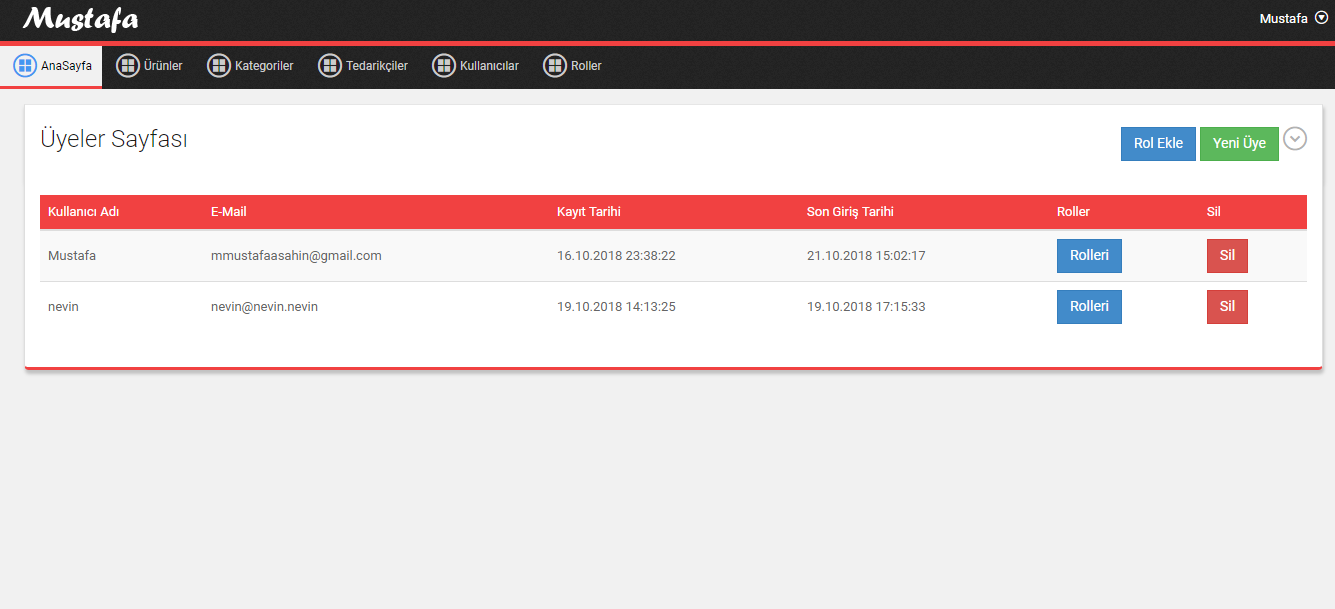 Mustafa
Mustafa
AnaSayfa Ürünler Kategoriler Tedarikçiler Kullanıcılar Roller
Üyeler Sayfası
Rol Ekle Yeni Üye
Kullanıcı Adı E-Mail Kayıt Tarihi Son Giriş Tarihi Roller Sil
Mustafa mmustafaasahin@gmail.com 16.10.2018 23:38:22 21.10.2018 15:02:17 Rolleri Sil
nevin nevin@nevin.nevin 19.10.2018 14:13:25 19.10.2018 17:15:33 Rolleri Sil